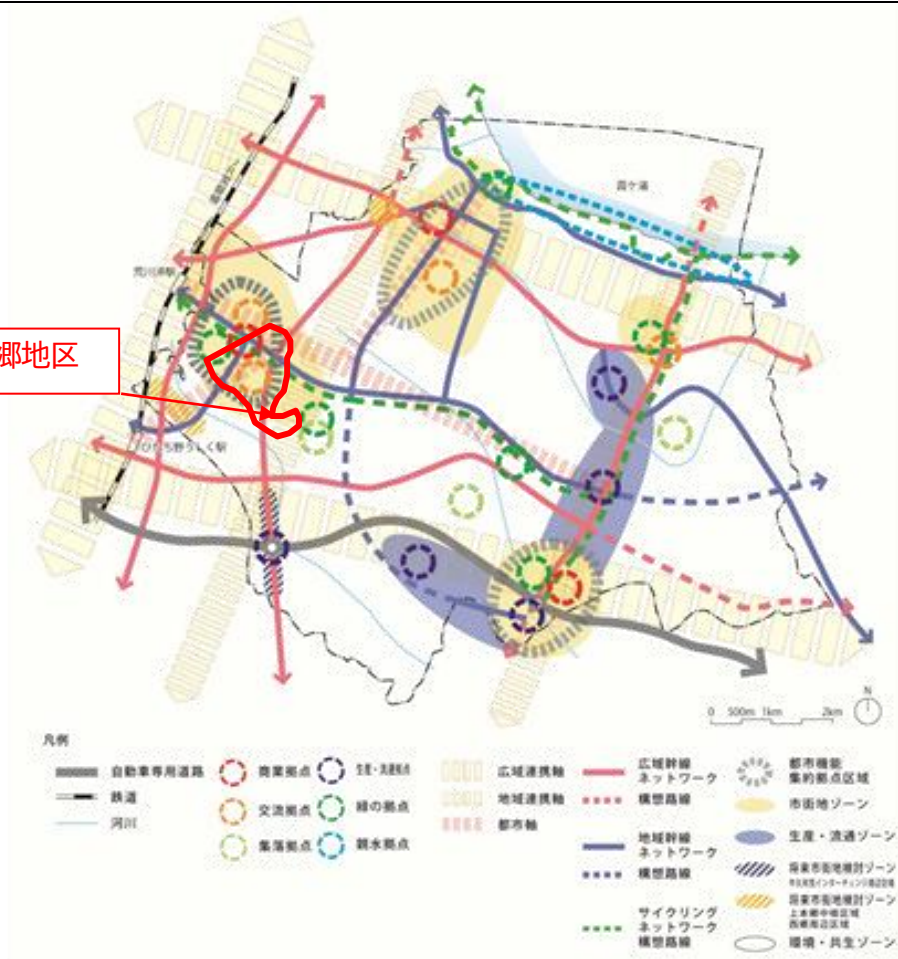 霞ケ浦
荒川沖駅
郷地区
ひたち野うしく駅
N
0 500m 1km 2km
凡例
自動車専用道路
鉄道
河川
商業拠点
交流拠点
集落拠点
生産・流通拠点
緑の拠点
親水拠点
広域連携軸
地域連携軸
都市軸
広域幹線
ネットワーク
構想路線
地域幹線
ネットワーク
構想路線
サイクリング
ネットワーク
構想路線
都市機能
集約拠点区域
市街地ゾーン
生産・流通ゾーン
将来市街地検討ゾーン
将来市街地検討ゾーン
環境・共生ゾーン